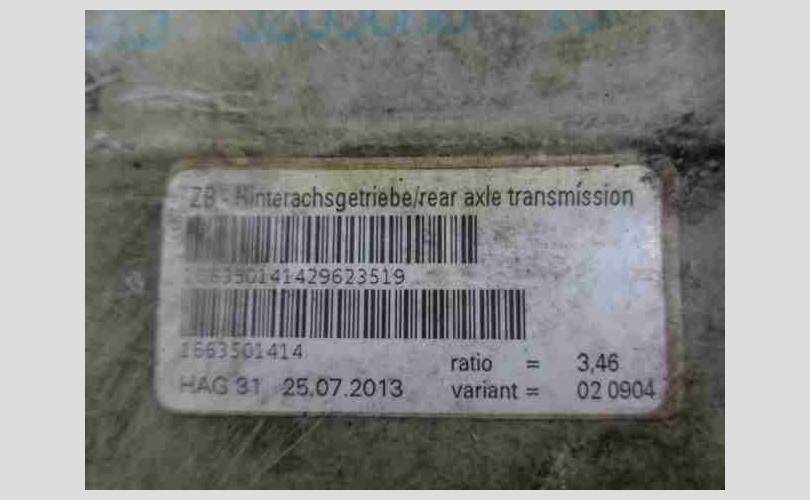 ZB - Hinterachsgetriebe/rear axle transmission
166350141429623519
1663501414
ratio = 3,46
HAG 31 25.07.2013 variant = 02 0904